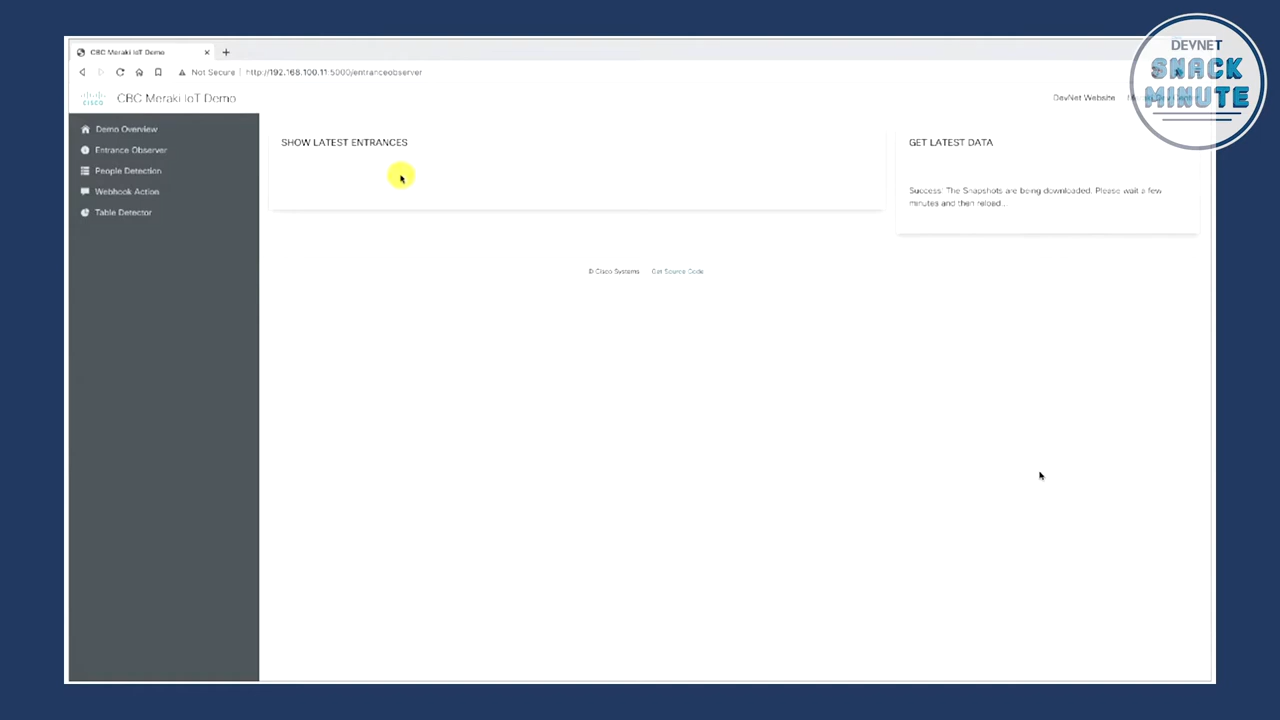 CBC Meraki IoT Demo
Not Secure http://192.168.100.11:5000/entranceobserver
CISCO
CBC Meraki IoT Demo
DevNet Website
DEVNET
SNACK
MINUTE
Demo Overview
Entrance Observer
People Detection
Webhook Action
Table Detector
SHOW LATEST ENTRANCES
GET LATEST DATA
Success: The Snapshots are being downloaded. Please wait a few
minutes and then reload...
© Cisco Systems
Get Source Code